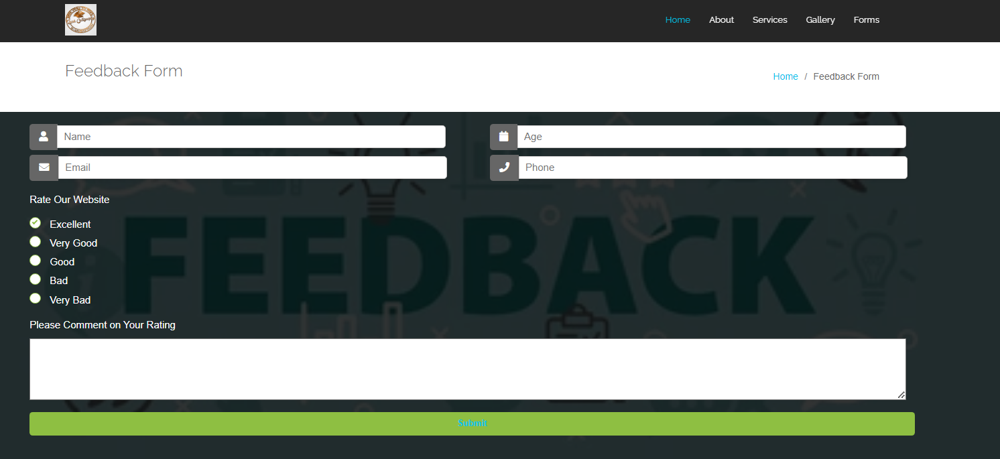 Home About Services Gallery Forms
Feedback Form
Home / Feedback Form
Name
Age
Email
Phone
Rate Our Website
Excellent
Very Good
Good
Bad
Very Bad
FEEDBACK
Please Comment on Your Rating
Submit